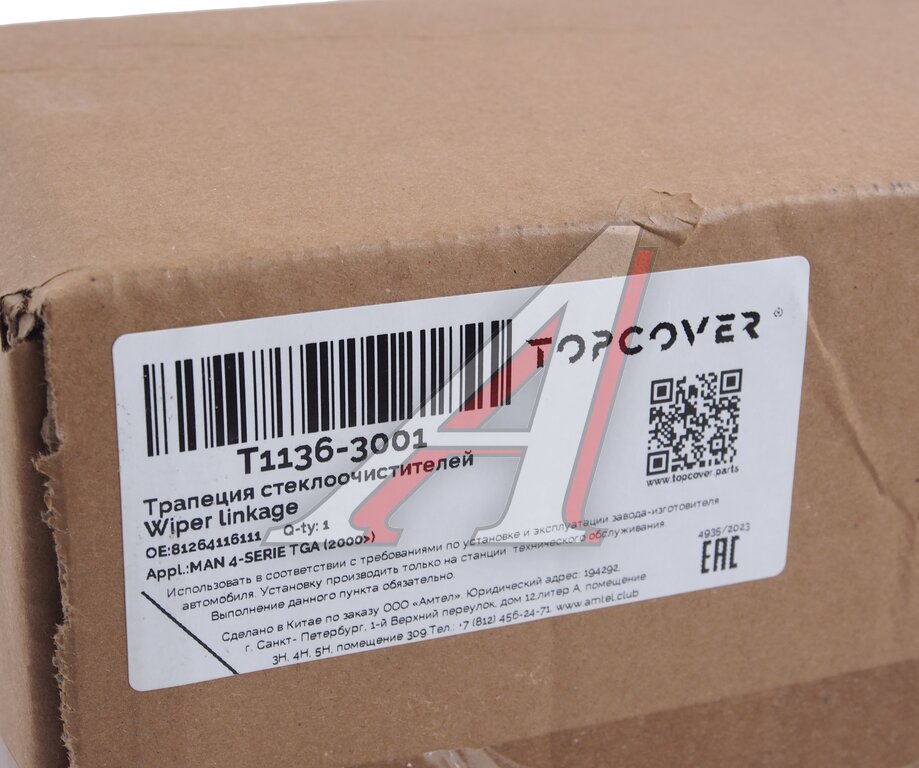 TOPCOVER ®
T1136-3001
www.topcover.parts
Трапеция стеклоочистителей
Wiper linkage
OE:81264116111 Q-ty: 1
Appl.:MAN 4-SERIE TGA (2000>)
Использовать в соответствии с требованиями по установке и эксплуатации завода-изготовителя
автомобиля. Установку производить только на станции технического обслуживания.
Выполнение данного пункта обязательно.
4935/2023
EAC
Сделано в Китае по заказу ООО «Амтел». Юридический адрес: 194292,
г. Санкт- Петербург, 1-й Верхний переулок, дом 12,литер А, помещение
3Н, 4Н, 5Н, помещение 309 Тел.: +7 (812) 456-24-71. www.amtel.club